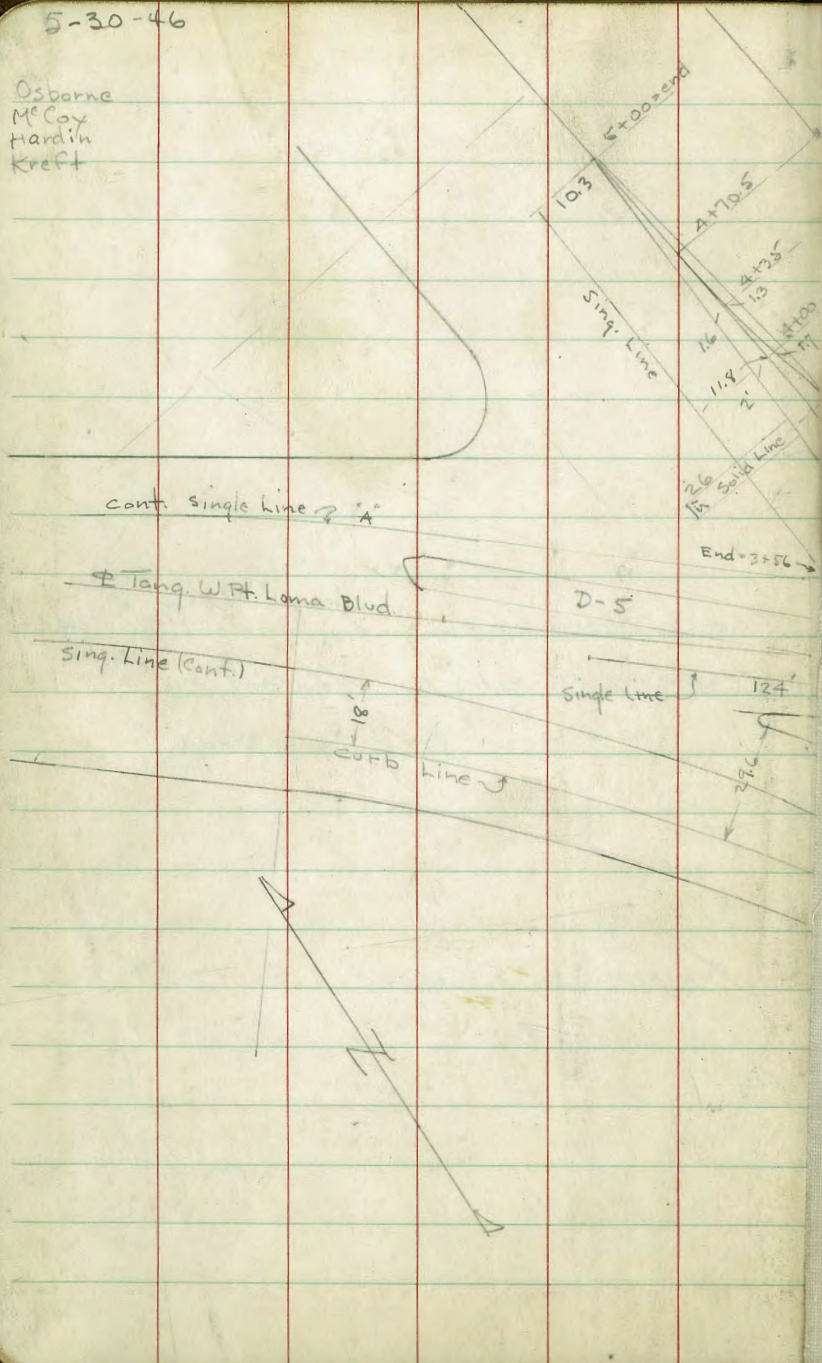 5-30-46
Osborne
McCoy
Hardin
Kreft
5+00=end
10.3
4+70.5
4+35
1.3
Sing. Line
1.6
4+00
11.8
2'
Solid Line
cont. Single Line "A"
End=3+56
℄ Tang. W. Pt. Loma Blvd.
D-5
Sing. Line (Cont.)
Single Line
124'
18'
Curb Line
29.6
N